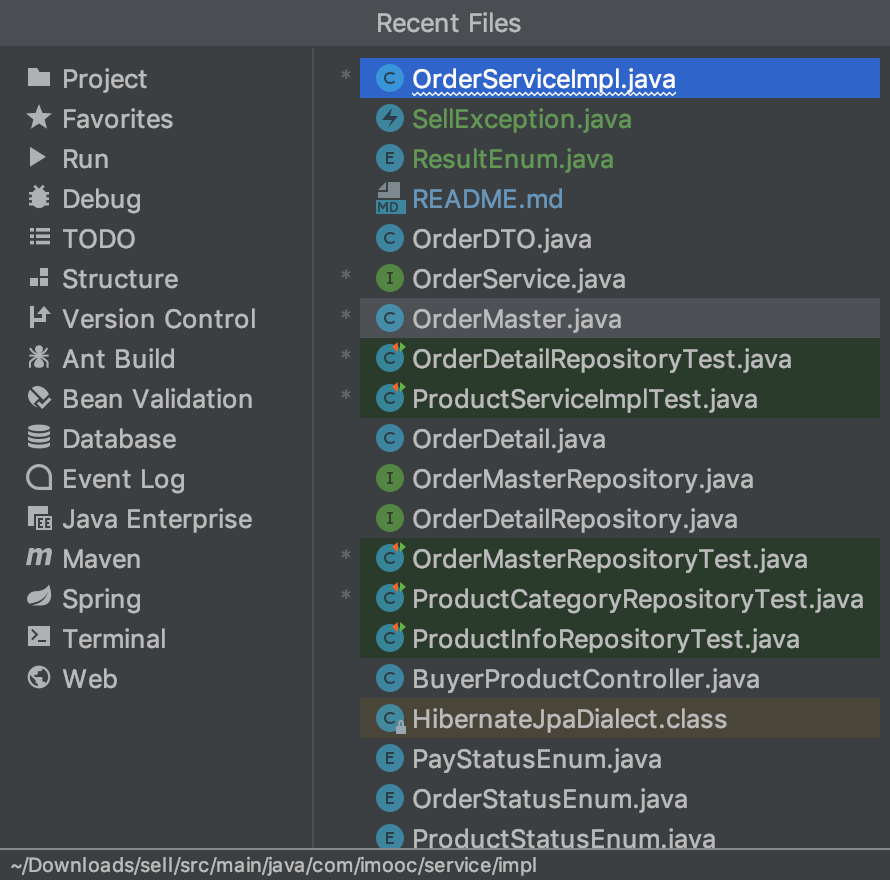 Recent Files
Project
Favorites
Run
Debug
TODO
Structure
Version Control
Ant Build
Bean Validation
Database
Event Log
Java Enterprise
Maven
Spring
Terminal
Web
* C OrderServiceImpl.java
SellException.java
E ResultEnum.java
MD README.md
C OrderDTO.java
* I OrderService.java
* C OrderMaster.java
* C OrderDetailRepositoryTest.java
* C ProductServiceImplTest.java
C OrderDetail.java
I OrderMasterRepository.java
I OrderDetailRepository.java
* C OrderMasterRepositoryTest.java
* C ProductCategoryRepositoryTest.java
C ProductInfoRepositoryTest.java
C BuyerProductController.java
C HibernateJpaDialect.class
E PayStatusEnum.java
E OrderStatusEnum.java
E ProductStatusEnum.java
~/Downloads/sell/src/main/java/com/imooc/service/impl